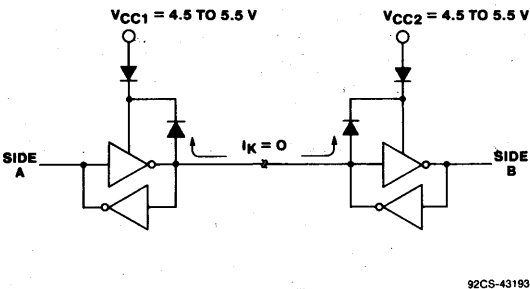 VCC1 = 4.5 TO 5.5 V
VCC2 = 4.5 TO 5.5 V
IK = 0
SIDE
A
SIDE
B
92CS-43193